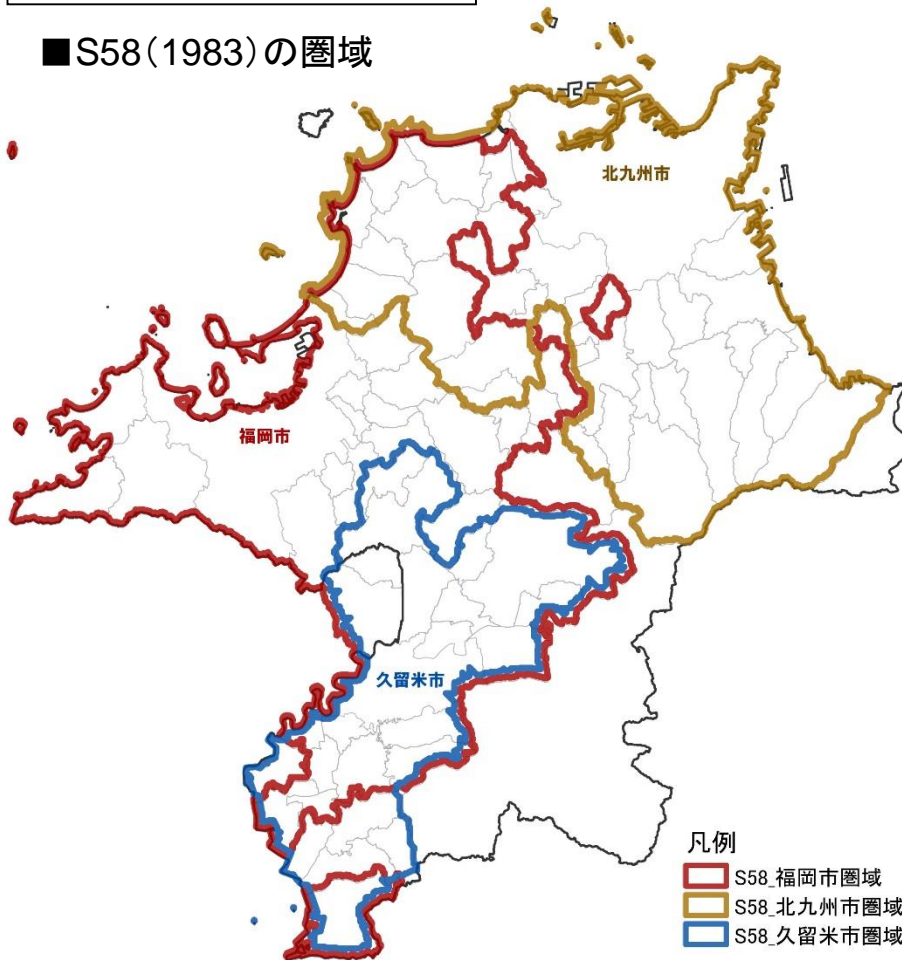 ■S58(1983)の圏域
北九州市
福岡市
久留米市
凡例
S58_福岡市圏域
S58_北九州市圏域
S58_久留米市圏域